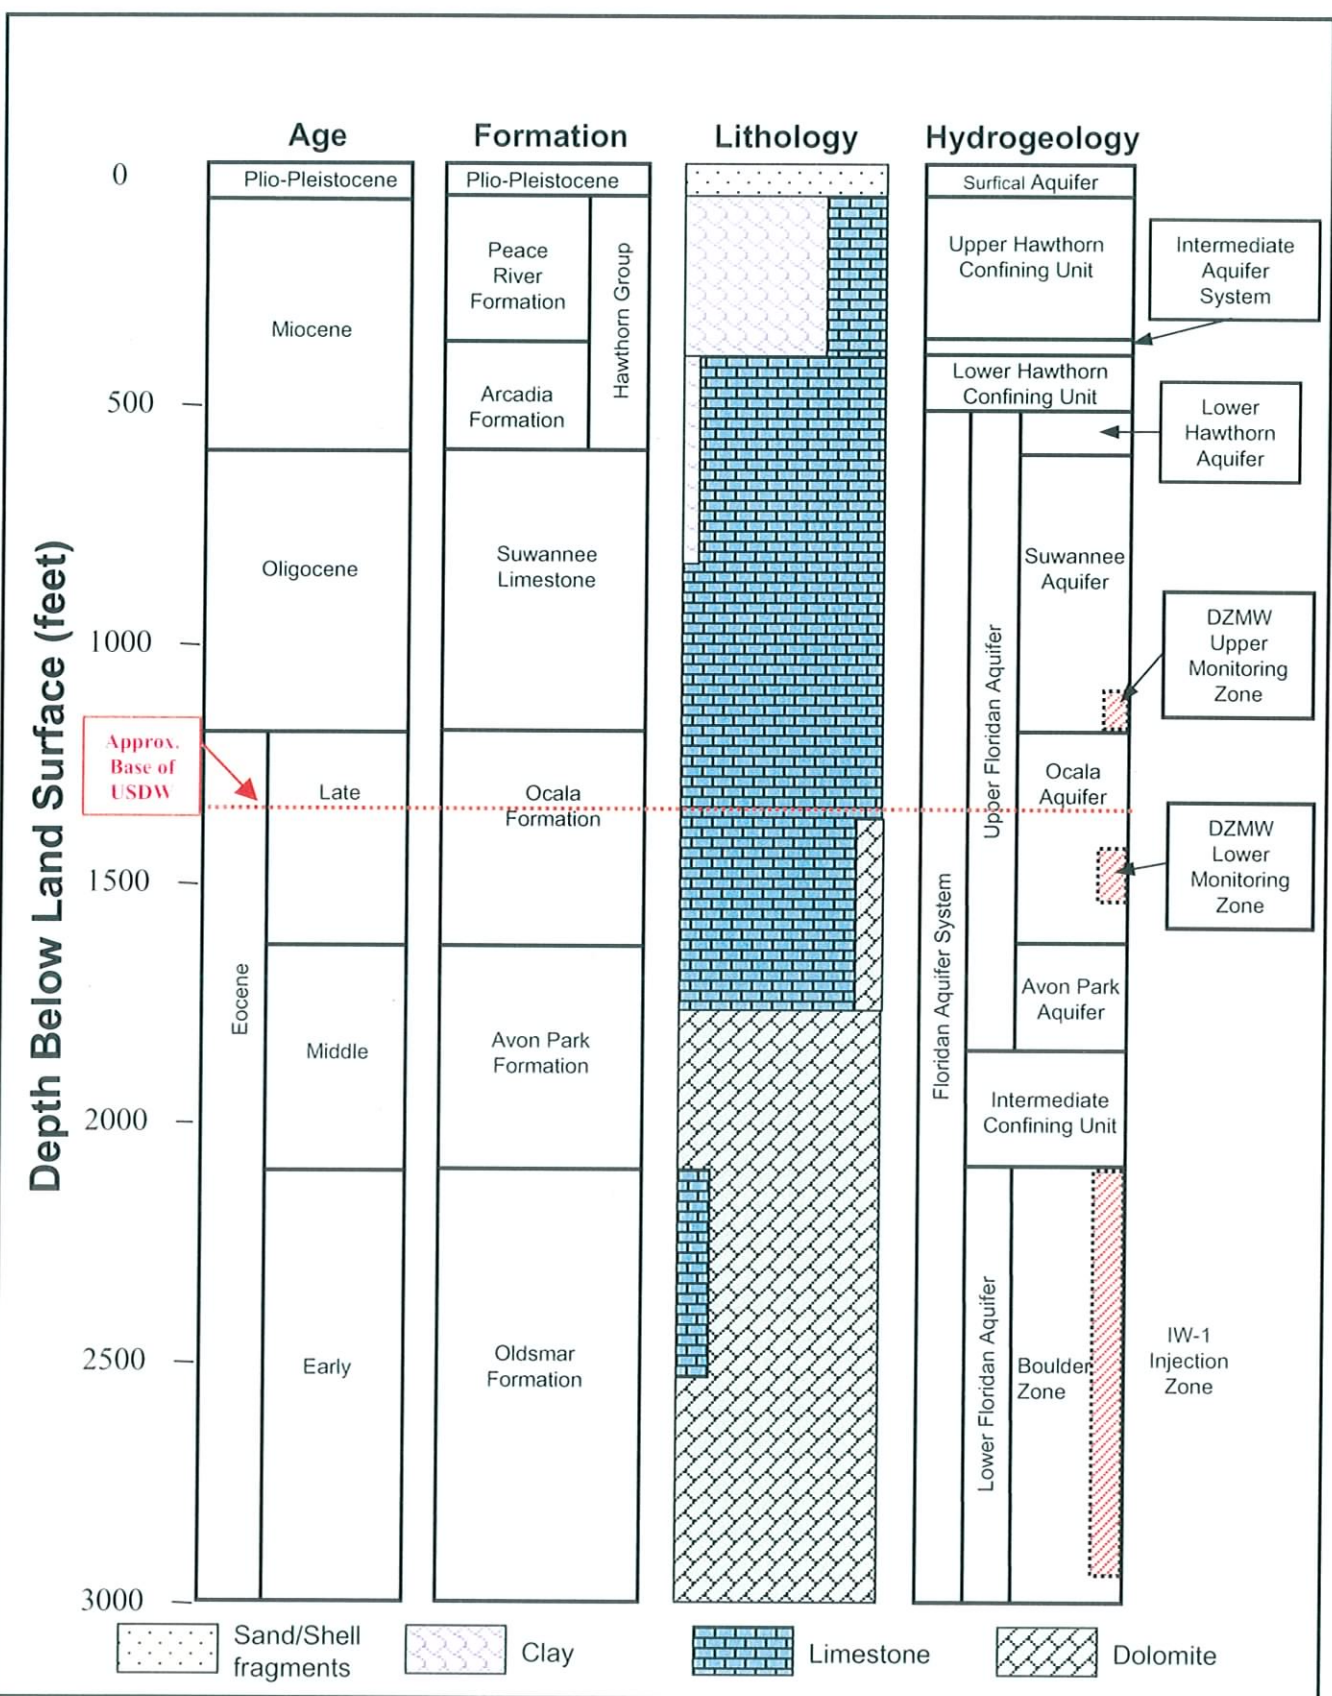 Age
Formation
Lithology
Hydrogeology
Depth Below Land Surface (feet)
0
500
1000
1500
2000
2500
3000
Approx.
Base of
USDW
Plio-Pleistocene
Miocene
Oligocene
Eocene
Late
Middle
Early
Plio-Pleistocene
Peace
River
Formation
Arcadia
Formation
Hawthorn Group
Suwannee
Limestone
Ocala
Formation
Avon Park
Formation
Oldsmar
Formation
Surfical Aquifer
Upper Hawthorn
Confining Unit
Lower Hawthorn
Confining Unit
Floridan Aquifer System
Upper Floridan Aquifer
Suwannee
Aquifer
Ocala
Aquifer
Avon Park
Aquifer
Intermediate
Confining Unit
Lower Floridan Aquifer
Boulder
Zone
Intermediate
Aquifer
System
Lower
Hawthorn
Aquifer
DZMW
Upper
Monitoring
Zone
DZMW
Lower
Monitoring
Zone
IW-1
Injection
Zone
Sand/Shell
fragments
Clay
Limestone
Dolomite